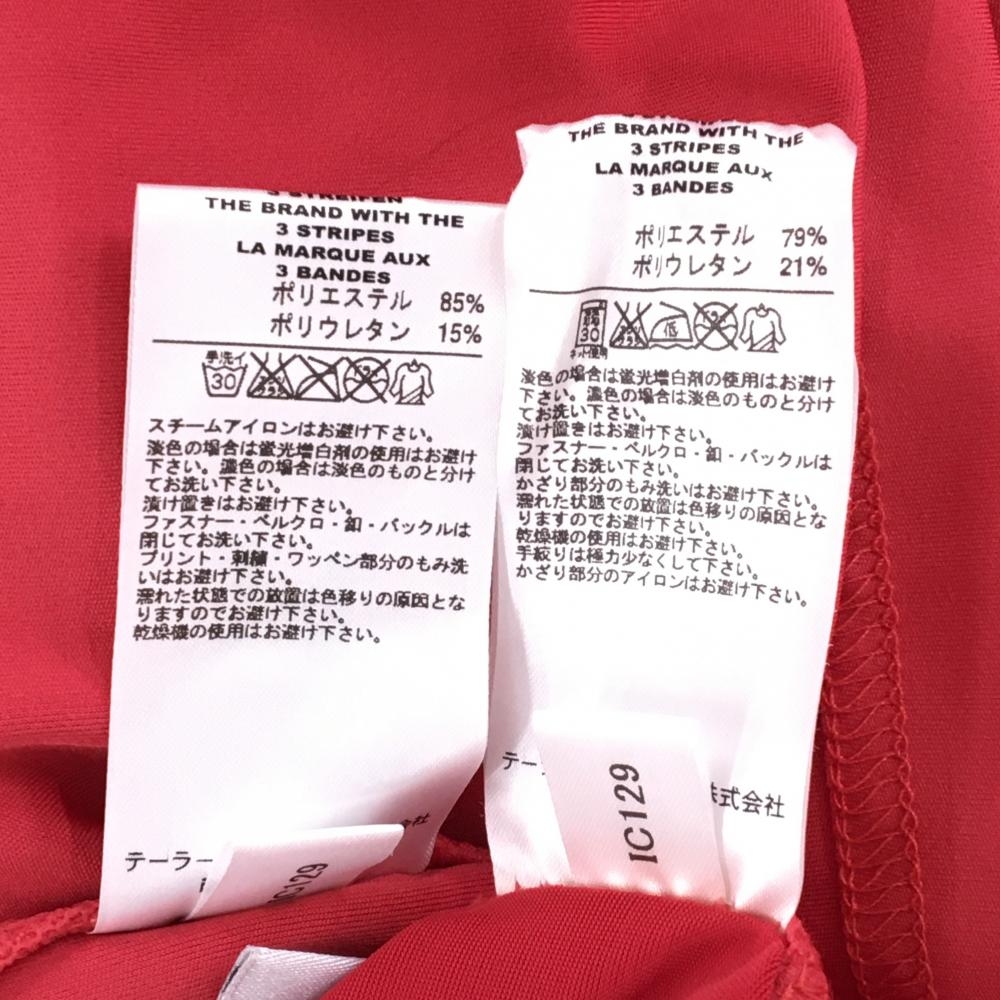 3 STREIFEN
THE BRAND WITH THE
3 STRIPES
LA MARQUE AUX
3 BANDES
ポリエステル 85%
ポリウレタン 15%
手洗イ
30
スチームアイロンはお避け下さい。
淡色の場合は蛍光増白剤の使用はお避け
下さい。濃色の場合は淡色のものと分け
てお洗い下さい。
漬け置きはお避け下さい。
ファスナー・ベルクロ・釦・バックルは
閉じてお洗い下さい。
プリント・刺繍・ワッペン部分のもみ洗
いはお避け下さい。
濡れた状態での放置は色移りの原因とな
りますのでお避け下さい。
乾燥機の使用はお避け下さい。
テーラー
会社
IC129
THE BRAND WITH THE
3 STRIPES
LA MARQUE AUX
3 BANDES
ポリエステル 79%
ポリウレタン 21%
30
低
ネット使用
淡色の場合は蛍光増白剤の使用はお避け
下さい。濃色の場合は淡色のものと分け
てお洗い下さい。
漬け置きはお避け下さい。
ファスナー・ベルクロ・釦・バックルは
閉じてお洗い下さい。
かざり部分のもみ洗いはお避け下さい。
濡れた状態での放置は色移りの原因とな
りますのでお避け下さい。
乾燥機の使用はお避け下さい。
手絞りは極力少なくして下さい。
かざり部分のアイロンはお避け下さい。
テー
株式会社
IC129